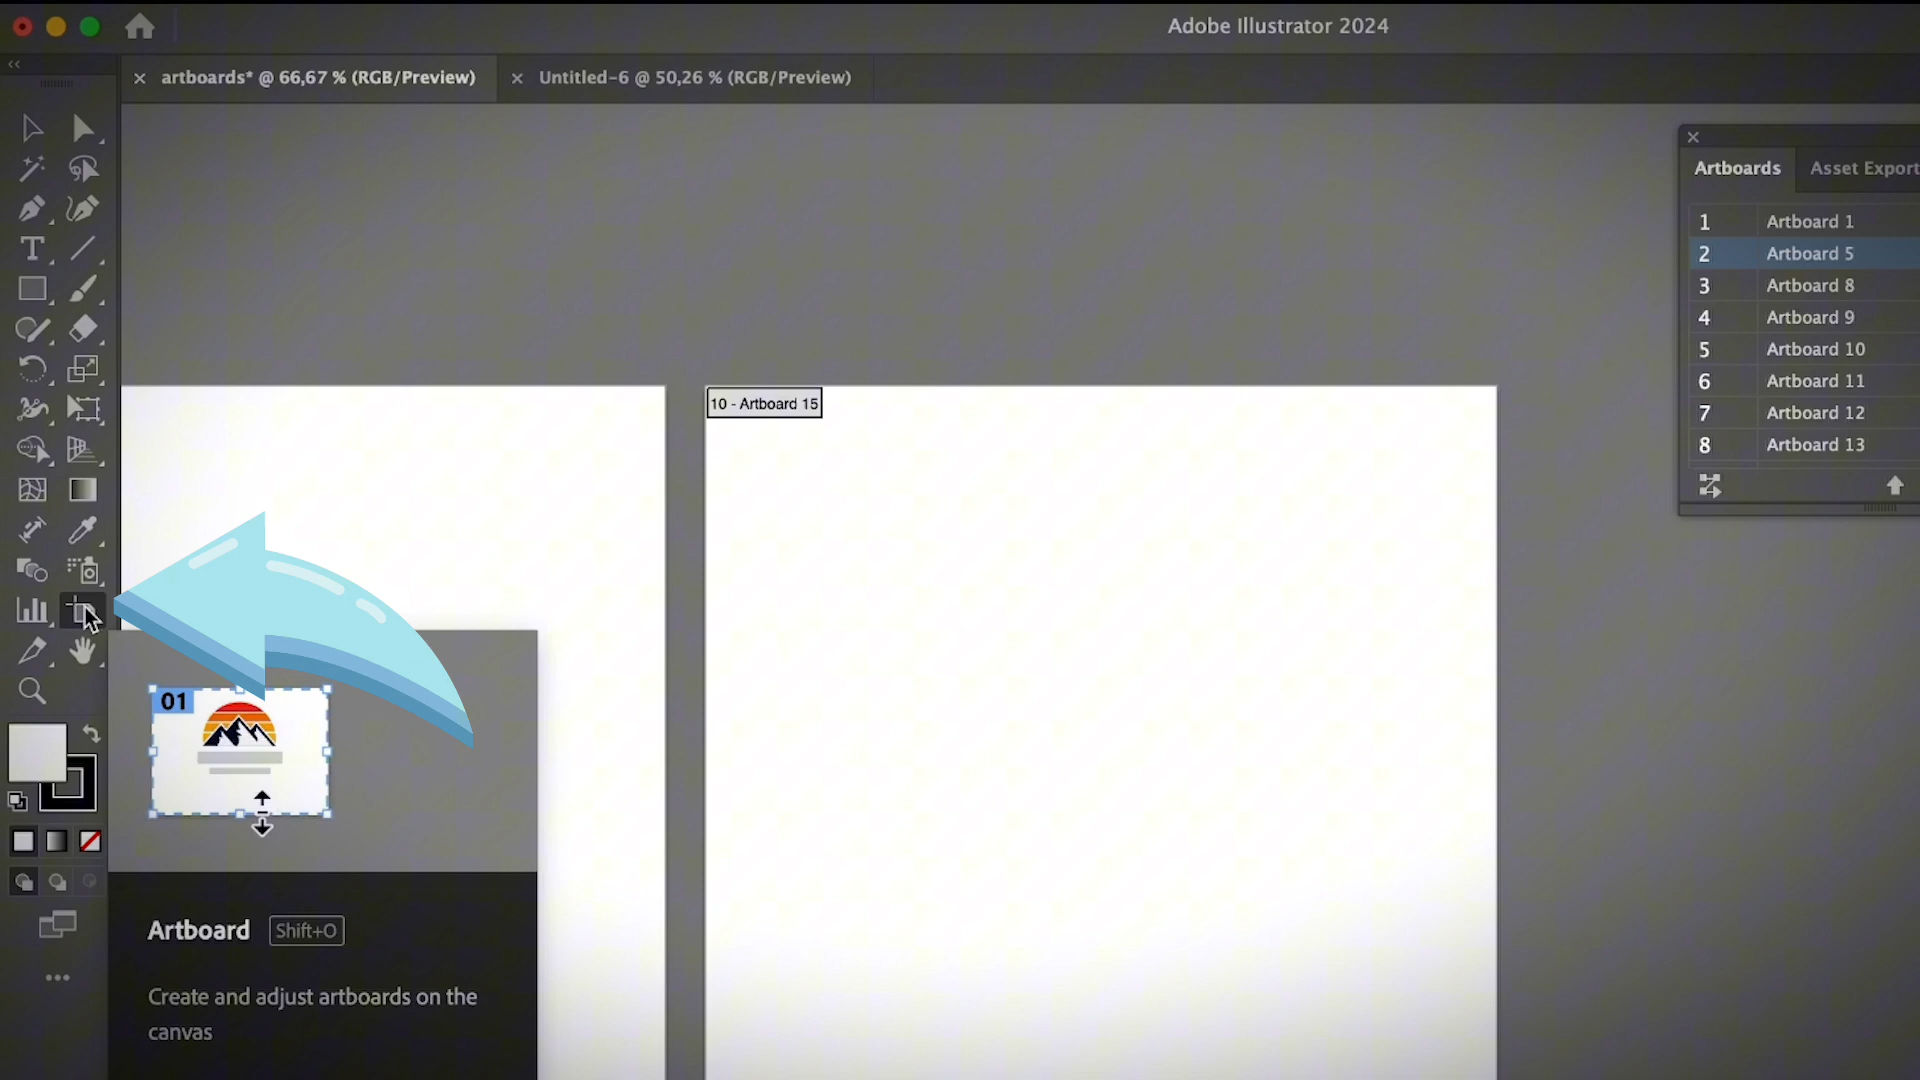 Adobe Illustrator 2024
artboards* @ 66,67 % (RGB/Preview)
Untitled-6 @ 50,26 % (RGB/Preview)
Artboards
Asset Export
1 Artboard 1
2 Artboard 5
3 Artboard 8
4 Artboard 9
5 Artboard 10
6 Artboard 11
7 Artboard 12
8 Artboard 13
10 - Artboard 15
01
Artboard Shift+O
Create and adjust artboards on the
canvas